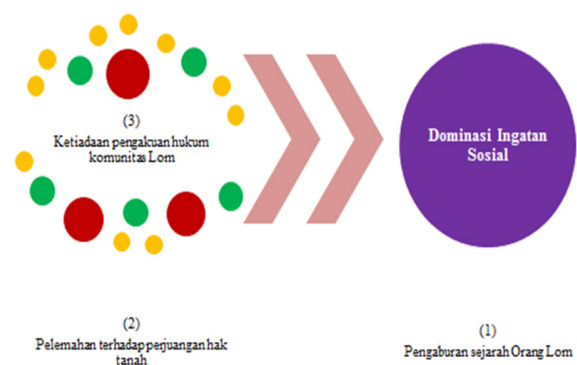 (3)
Ketiadaan pengakuan hukum
komunitas Lom
Dominasi Ingatan
Sosial
(2)
Pelemahan terhadap perjuangan hak
tanah
(1)
Pengaburan sejarah Orang Lom